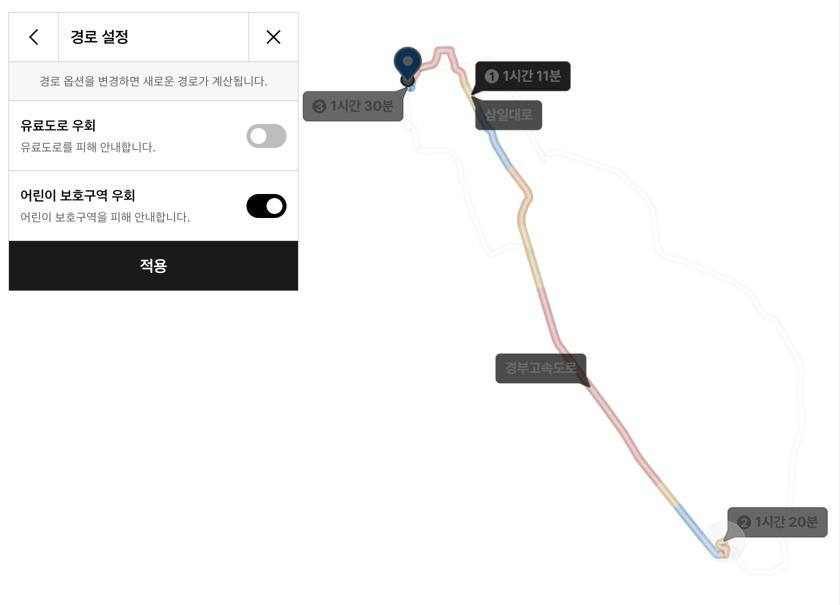 경로 설정
경로 옵션을 변경하면 새로운 경로가 계산됩니다.
유료도로 우회
유료도로를 피해 안내합니다.
어린이 보호구역 우회
어린이 보호구역을 피해 안내합니다.
적용
1 1시간 11분
3 1시간 30분
삼일대로
경부고속도로
2 1시간 20분